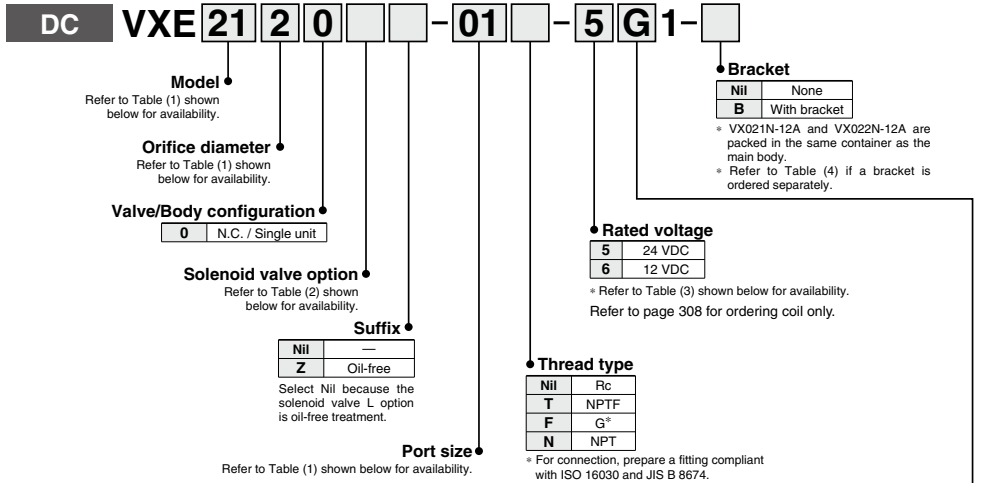 DC VXE 21 2 0 - 01 - 5 G 1 -
Model
Refer to Table (1) shown
below for availability.
Orifice diameter
Refer to Table (1) shown
below for availability.
Valve/Body configuration
0 N.C. / Single unit
Solenoid valve option
Refer to Table (2) shown
below for availability.
Suffix
Nil —
Z Oil-free
Select Nil because the
solenoid valve L option
is oil-free treatment.
Port size
Refer to Table (1) shown below for availability.
Bracket
Nil None
B With bracket
* VX021N-12A and VX022N-12A are
packed in the same container as the
main body.
* Refer to Table (4) if a bracket is
ordered separately.
Rated voltage
5 24 VDC
6 12 VDC
* Refer to Table (3) shown below for availability.
Refer to page 308 for ordering coil only.
Thread type
Nil Rc
T NPTF
F G*
N NPT
* For connection, prepare a fitting compliant
with ISO 16030 and JIS B 8674.